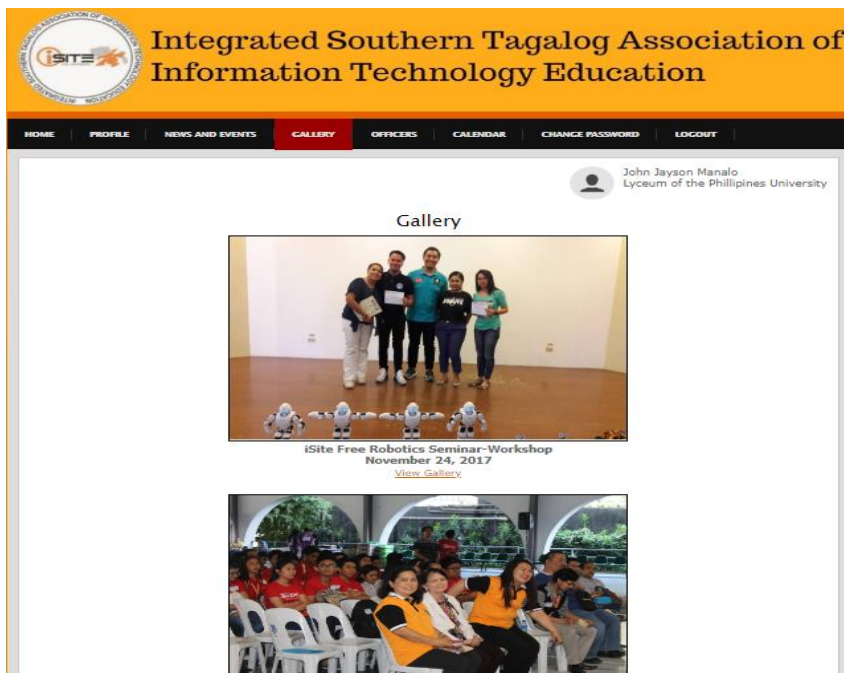 iSITE
Integrated Southern Tagalog Association of
Information Technology Education
HOME
PROFILE
NEWS AND EVENTS
GALLERY
OFFICERS
CALENDAR
CHANGE PASSWORD
LOGOUT
John Jayson Manalo
Lyceum of the Phillipines University
Gallery
iSite Free Robotics Seminar-Workshop
November 24, 2017
View Gallery